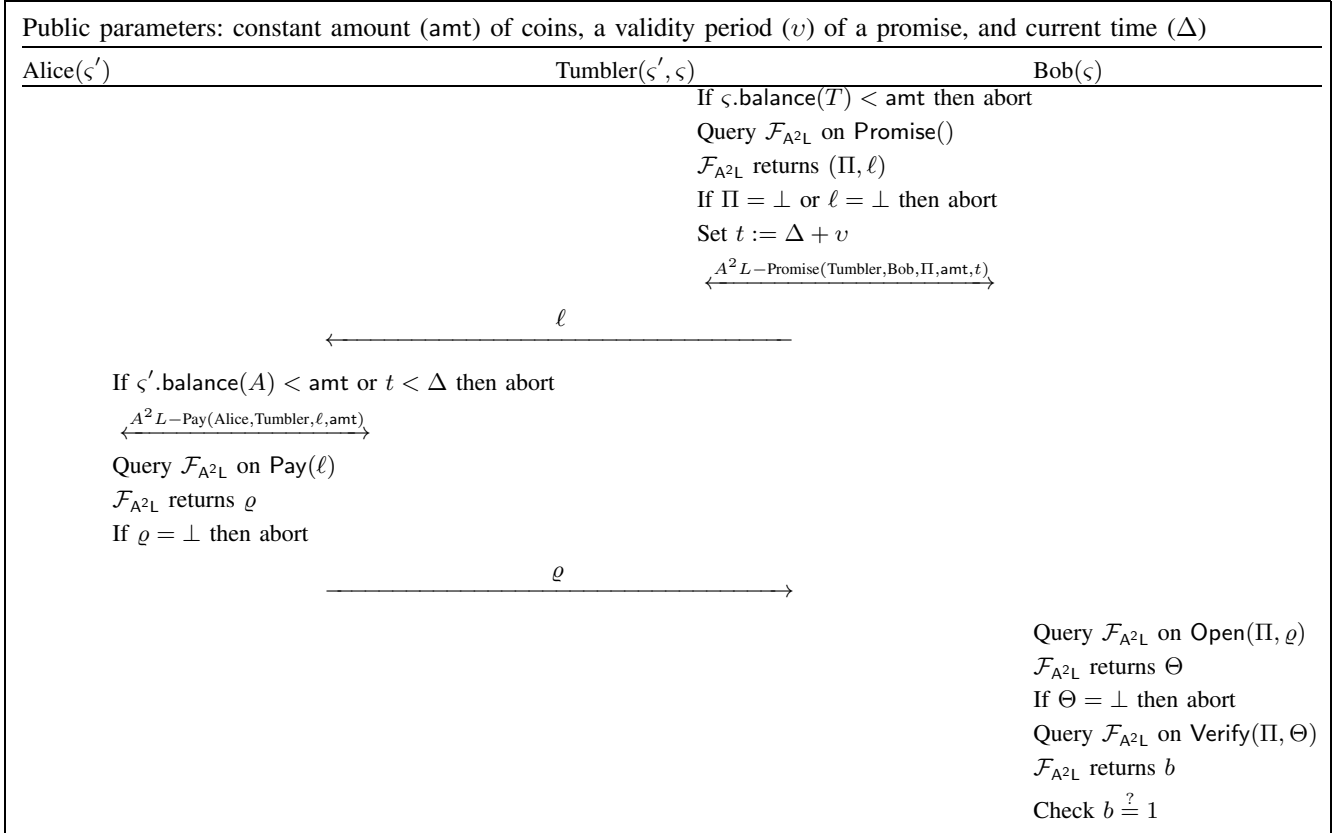 Public parameters: constant amount (amt) of coins, a validity period (υ) of a promise, and current time (Δ)
Alice(ς′) Tumbler(ς′, ς) Bob(ς)
If ς.balance(T) < amt then abort
Query 𝓕_{A²L} on Promise()
𝓕_{A²L} returns (Π, ℓ)
If Π = ⊥ or ℓ = ⊥ then abort
Set t := Δ + υ
A²L−Promise(Tumbler,Bob,Π,amt,t)
ℓ
If ς′.balance(A) < amt or t < Δ then abort
A²L−Pay(Alice,Tumbler,ℓ,amt)
Query 𝓕_{A²L} on Pay(ℓ)
𝓕_{A²L} returns ϱ
If ϱ = ⊥ then abort
ϱ
Query 𝓕_{A²L} on Open(Π, ϱ)
𝓕_{A²L} returns Θ
If Θ = ⊥ then abort
Query 𝓕_{A²L} on Verify(Π, Θ)
𝓕_{A²L} returns b
Check b ≟ 1